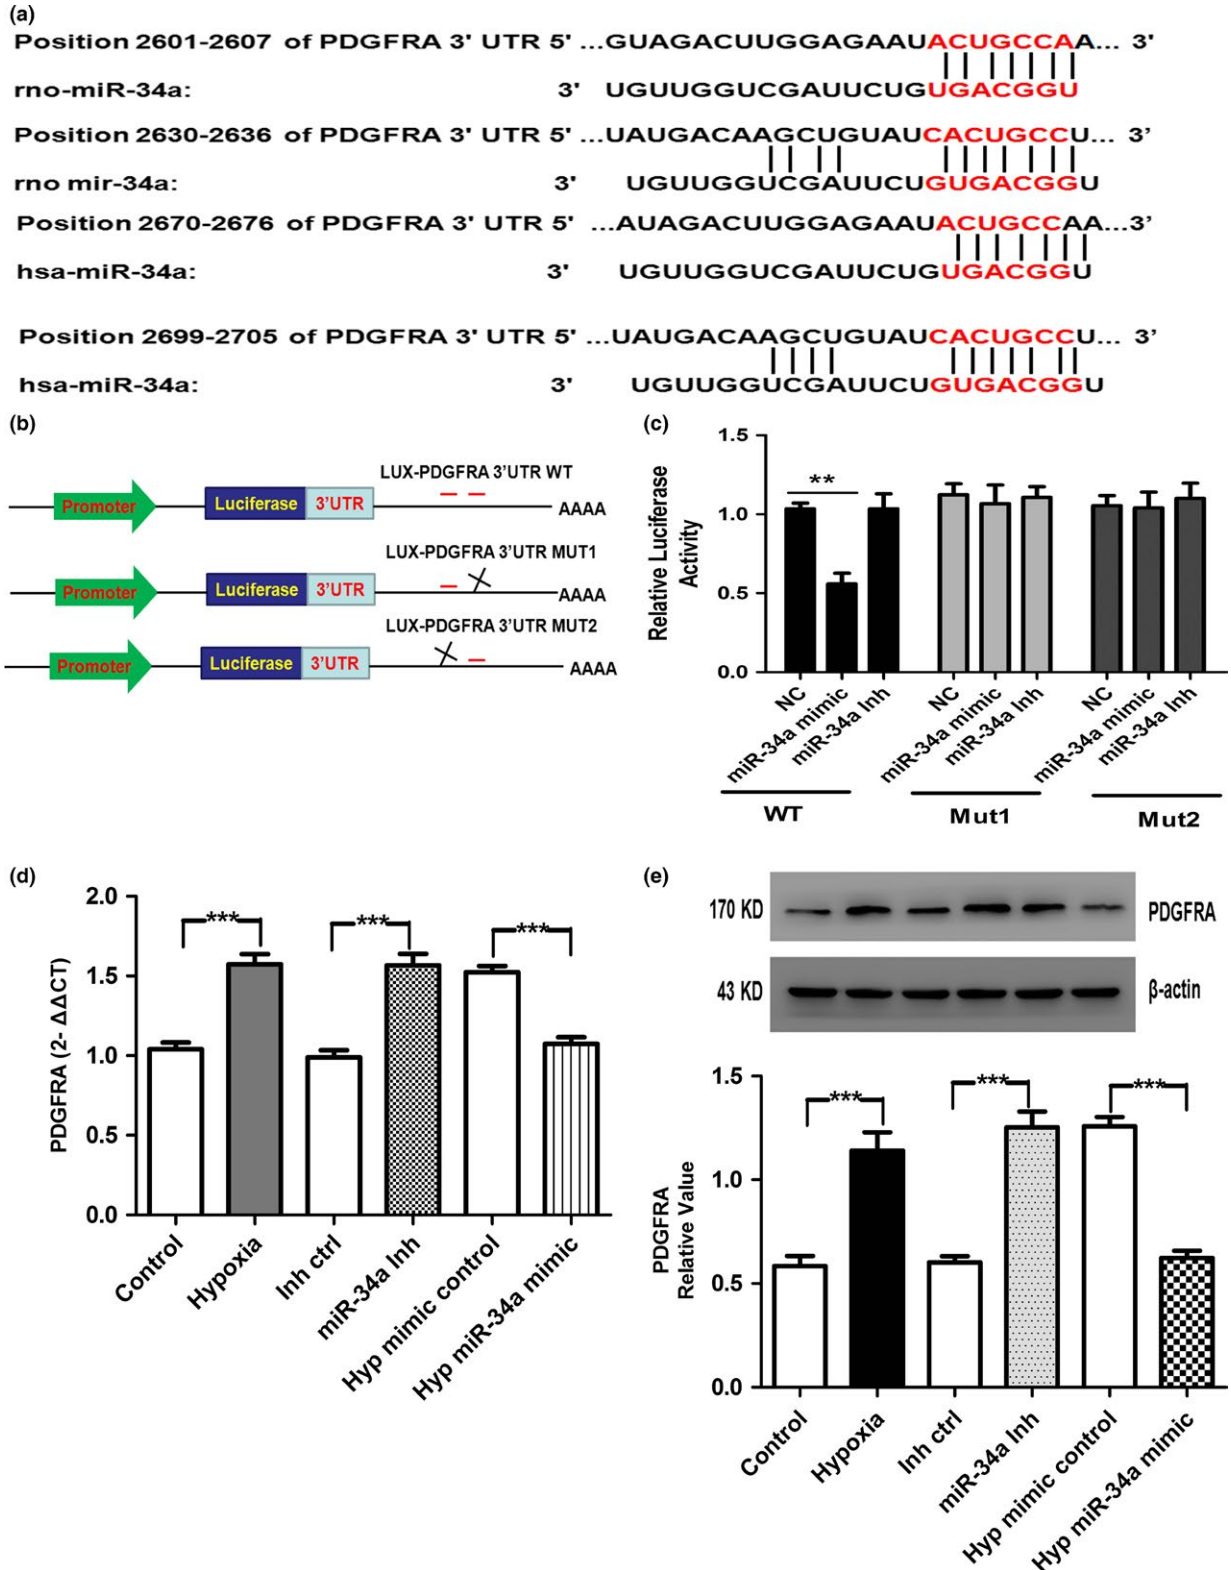 (a)
Position 2601-2607 of PDGFRA 3' UTR 5' ...GUAGACUUGGAGAAUACUGCCAA... 3'
rno-miR-34a: 3' UGUUGGUCGAUUCUGUGACGGU
Position 2630-2636 of PDGFRA 3' UTR 5' ...UAUGACAAGCUGUAUCACUGCCU... 3'
rno mir-34a: 3' UGUUGGUCGAUUCUGUGACGGU
Position 2670-2676 of PDGFRA 3' UTR 5' ...AUAGACUUGGAGAAUACUGCCAA...3'
hsa-miR-34a: 3' UGUUGGUCGAUUCUGUGACGGU
Position 2699-2705 of PDGFRA 3' UTR 5' ...UAUGACAAGCUGUAUCACUGCCU... 3'
hsa-miR-34a: 3' UGUUGGUCGAUUCUGUGACGGU
(b)
LUX-PDGFRA 3'UTR WT
Promoter Luciferase 3'UTR AAAA
LUX-PDGFRA 3'UTR MUT1
Promoter Luciferase 3'UTR AAAA
LUX-PDGFRA 3'UTR MUT2
Promoter Luciferase 3'UTR AAAA
(c)
Relative Luciferase
Activity
1.5
1.0
0.5
0.0
**
NC
miR-34a mimic
miR-34a Inh
NC
miR-34a mimic
miR-34a Inh
NC
miR-34a mimic
miR-34a Inh
WT Mut1 Mut2
(d)
PDGFRA (2- ΔΔCT)
2.0
1.5
1.0
0.5
0.0
*** *** ***
Control
Hypoxia
Inh ctrl
miR-34a Inh
Hyp mimic control
Hyp miR-34a mimic
(e)
170 KD PDGFRA
43 KD β-actin
PDGFRA
Relative Value
1.5
1.0
0.5
0.0
*** *** ***
Control
Hypoxia
Inh ctrl
miR-34a Inh
Hyp mimic control
Hyp miR-34a mimic